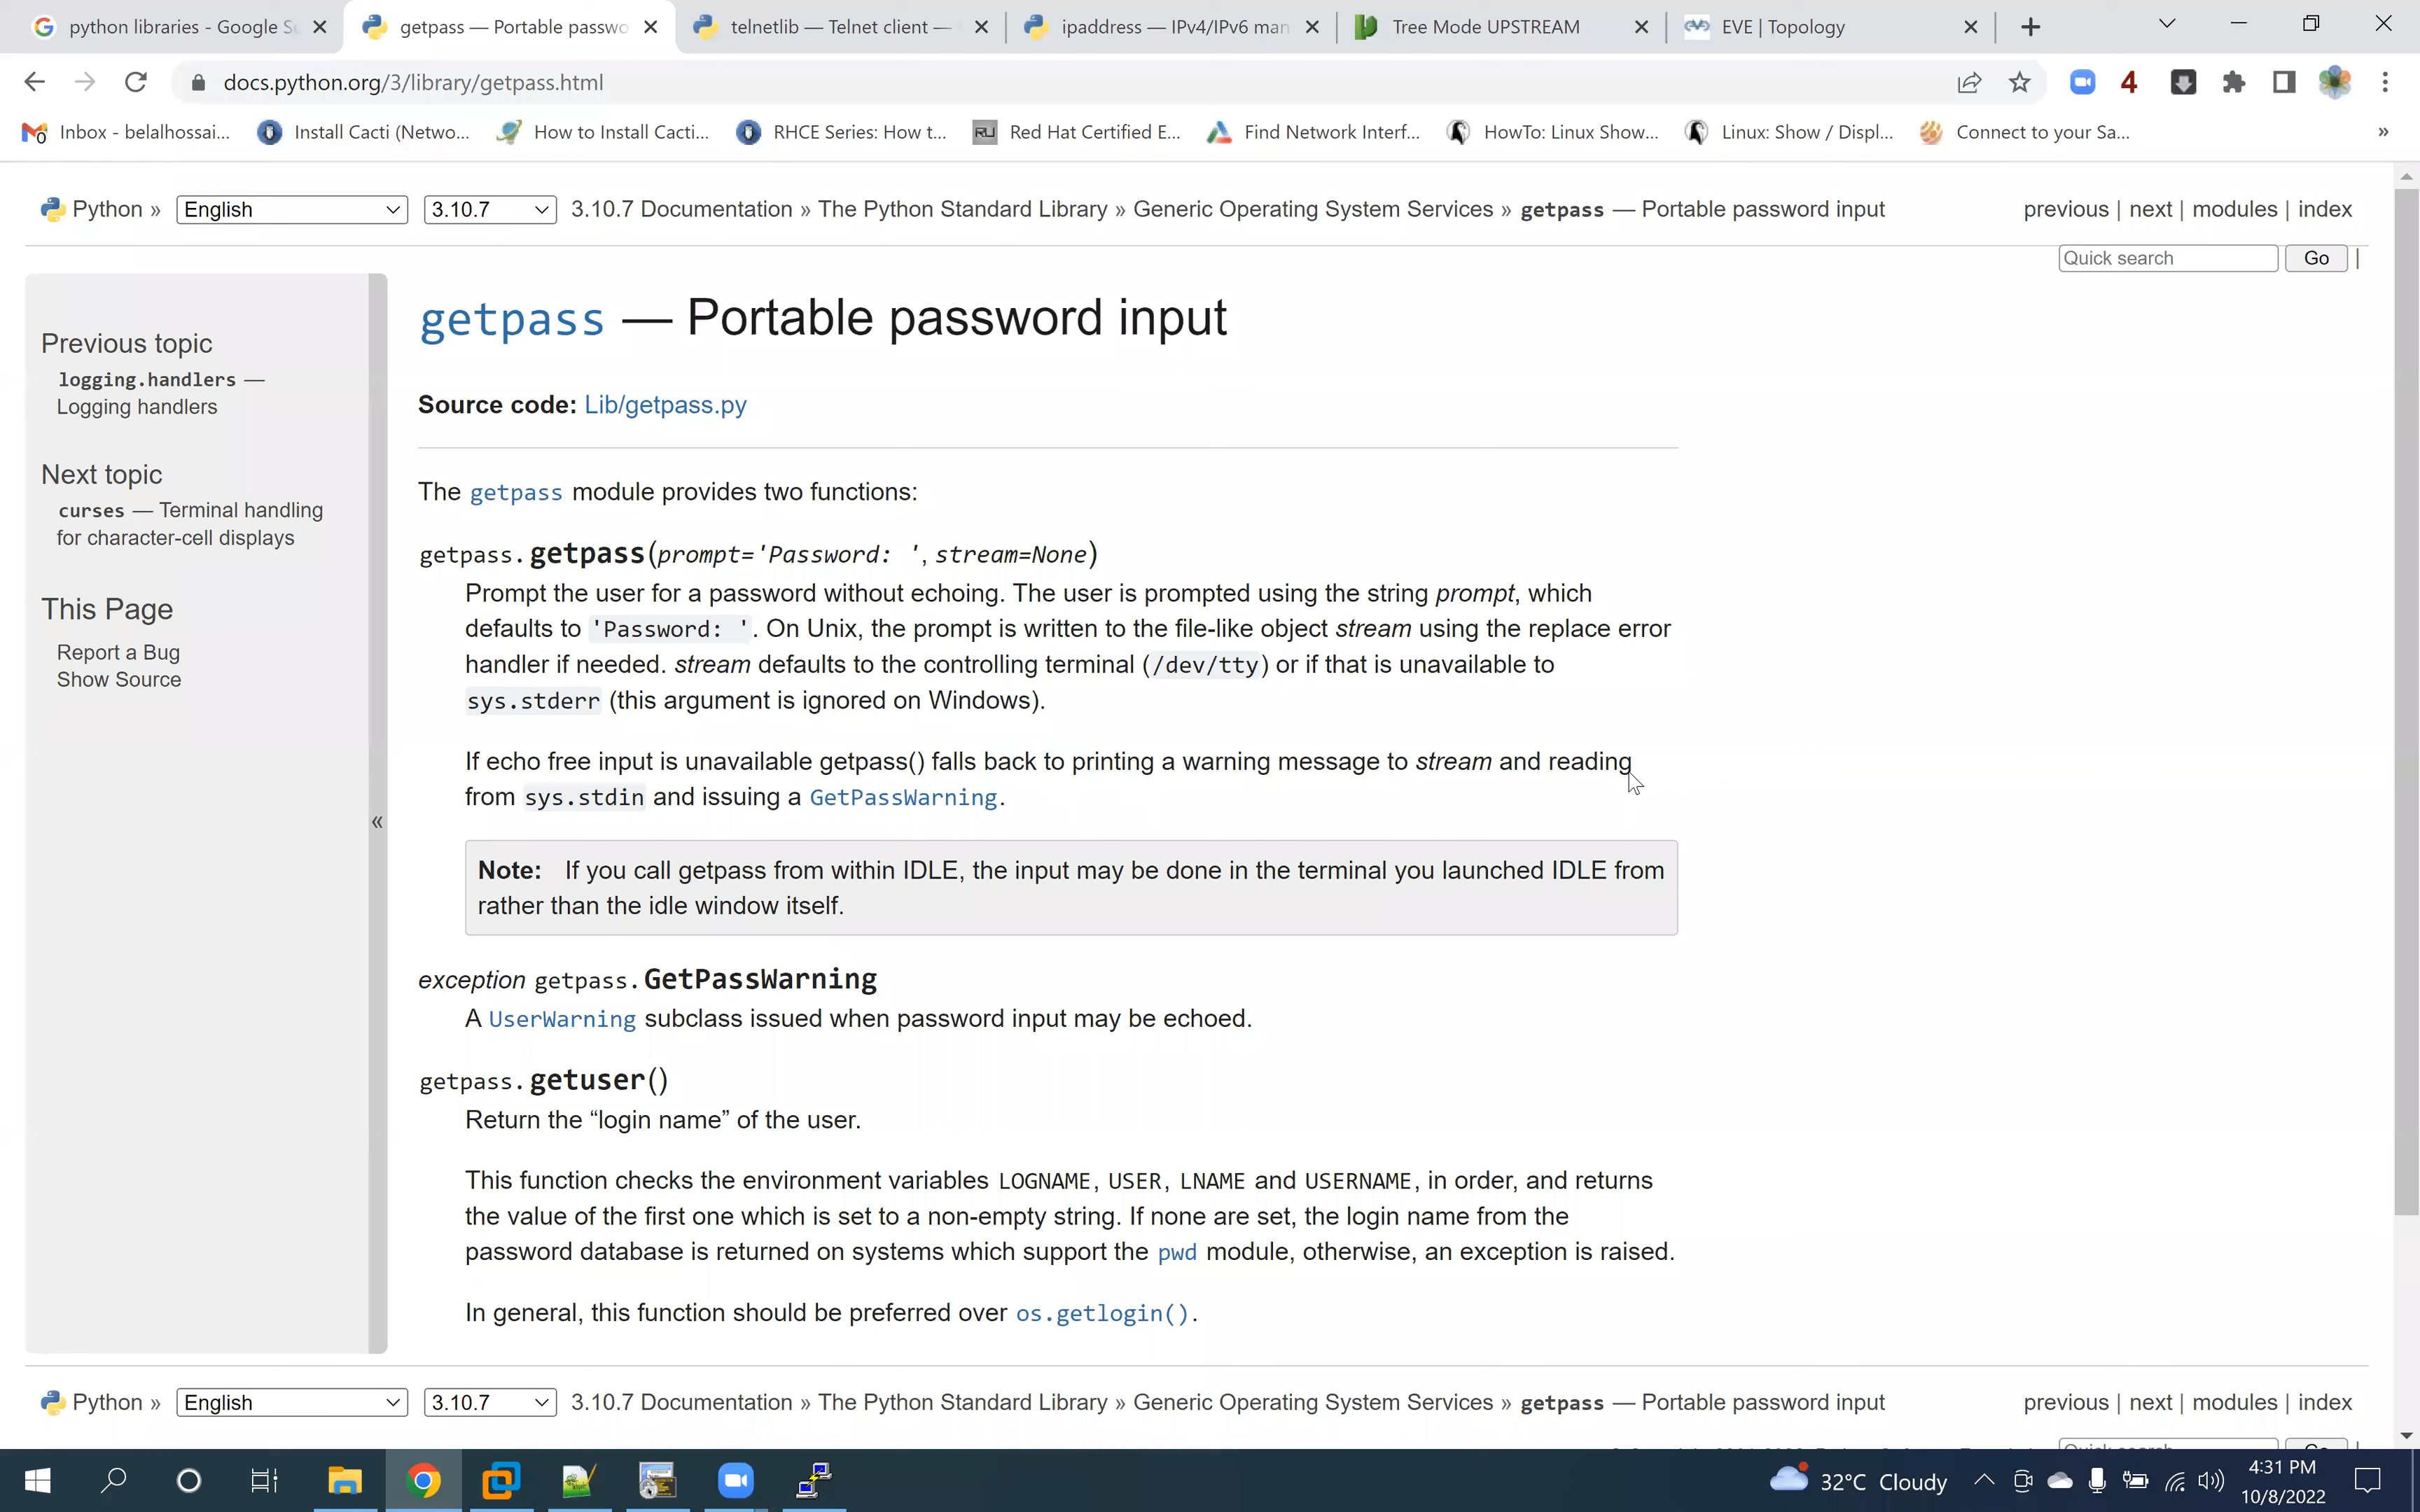 python libraries - Google S
getpass — Portable passwo
telnetlib — Telnet client —
ipaddress — IPv4/IPv6 man
Tree Mode UPSTREAM
EVE | Topology
docs.python.org/3/library/getpass.html
4
Inbox - belalhossai...
Install Cacti (Netwo...
How to Install Cacti...
RHCE Series: How t...
RU
Red Hat Certified E...
Find Network Interf...
HowTo: Linux Show...
Linux: Show / Displ...
Connect to your Sa...
»
Python » English 3.10.7 3.10.7 Documentation » The Python Standard Library » Generic Operating System Services » getpass — Portable password input
previous | next | modules | index
Quick search Go |
Previous topic
logging.handlers —
Logging handlers
Next topic
curses — Terminal handling
for character-cell displays
This Page
Report a Bug
Show Source
«
getpass — Portable password input
Source code: Lib/getpass.py
The getpass module provides two functions:
getpass.getpass(prompt='Password: ', stream=None)
Prompt the user for a password without echoing. The user is prompted using the string prompt, which
defaults to 'Password: '. On Unix, the prompt is written to the file-like object stream using the replace error
handler if needed. stream defaults to the controlling terminal (/dev/tty) or if that is unavailable to
sys.stderr (this argument is ignored on Windows).
If echo free input is unavailable getpass() falls back to printing a warning message to stream and reading
from sys.stdin and issuing a GetPassWarning.
Note: If you call getpass from within IDLE, the input may be done in the terminal you launched IDLE from
rather than the idle window itself.
exception getpass.GetPassWarning
A UserWarning subclass issued when password input may be echoed.
getpass.getuser()
Return the “login name” of the user.
This function checks the environment variables LOGNAME, USER, LNAME and USERNAME, in order, and returns
the value of the first one which is set to a non-empty string. If none are set, the login name from the
password database is returned on systems which support the pwd module, otherwise, an exception is raised.
In general, this function should be preferred over os.getlogin().
Python » English 3.10.7 3.10.7 Documentation » The Python Standard Library » Generic Operating System Services » getpass — Portable password input
previous | next | modules | index
32°C Cloudy
4:31 PM
10/8/2022